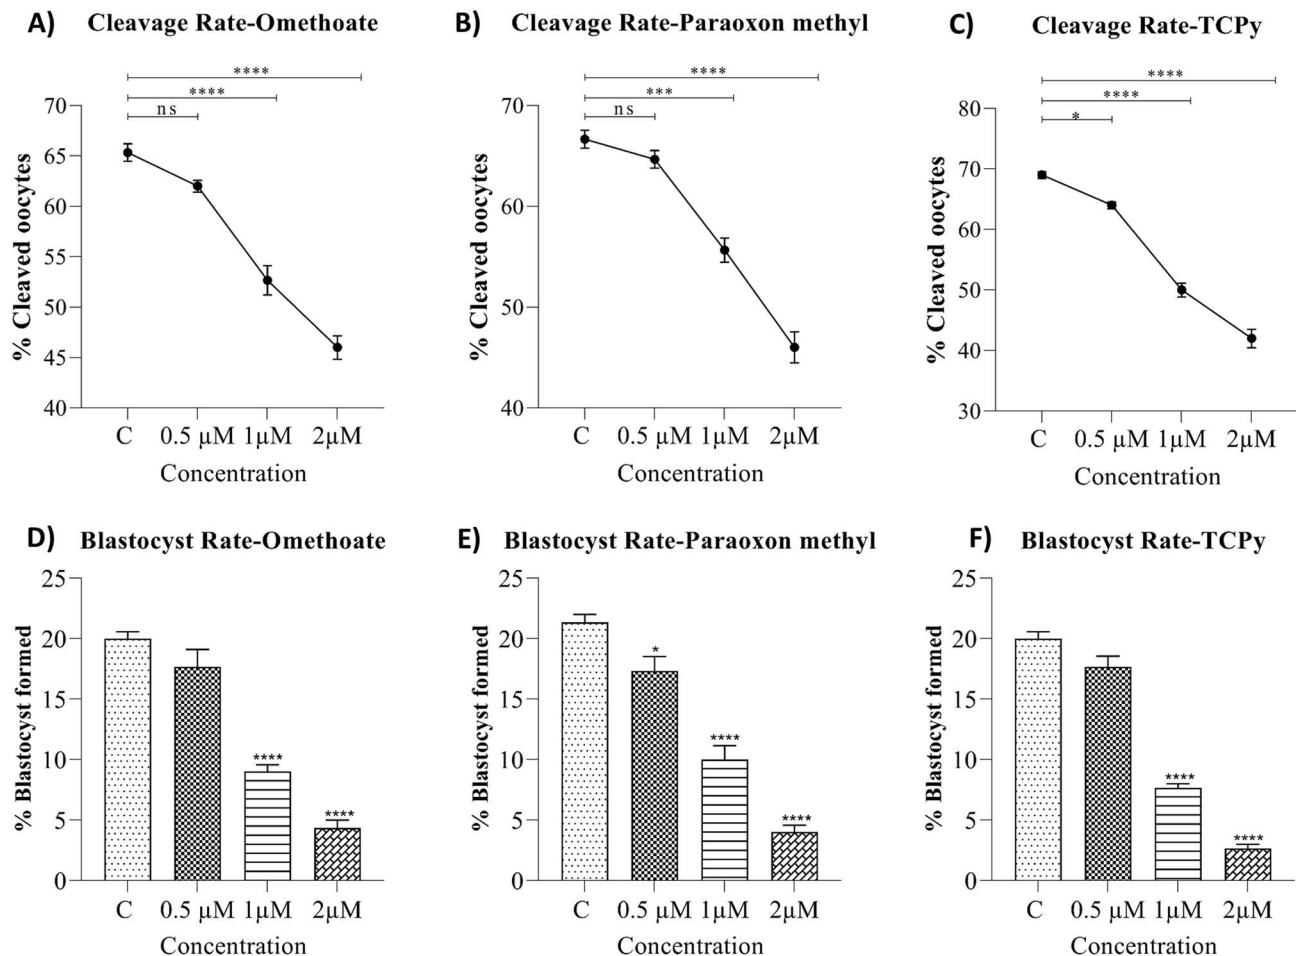 A) Cleavage Rate-Omethoate
****
****
ns
70
65
60
55
50
45
40
% Cleaved oocytes
C 0.5 µM 1µM 2µM
Concentration
B) Cleavage Rate-Paraoxon methyl
****
***
ns
70
60
50
40
% Cleaved oocytes
C 0.5 µM 1µM 2µM
Concentration
C) Cleavage Rate-TCPy
****
****
*
80
70
60
50
40
30
% Cleaved oocytes
C 0.5 µM 1µM 2µM
Concentration
D) Blastocyst Rate-Omethoate
25
20
15
10
5
0
% Blastocyst formed
****
****
C 0.5 µM 1µM 2µM
Concentration
E) Blastocyst Rate-Paraoxon methyl
25
20
15
10
5
0
% Blastocyst formed
*
****
****
C 0.5 µM 1µM 2µM
Concentration
F) Blastocyst Rate-TCPy
25
20
15
10
5
0
% Blastocyst formed
****
****
C 0.5 µM 1µM 2µM
Concentration